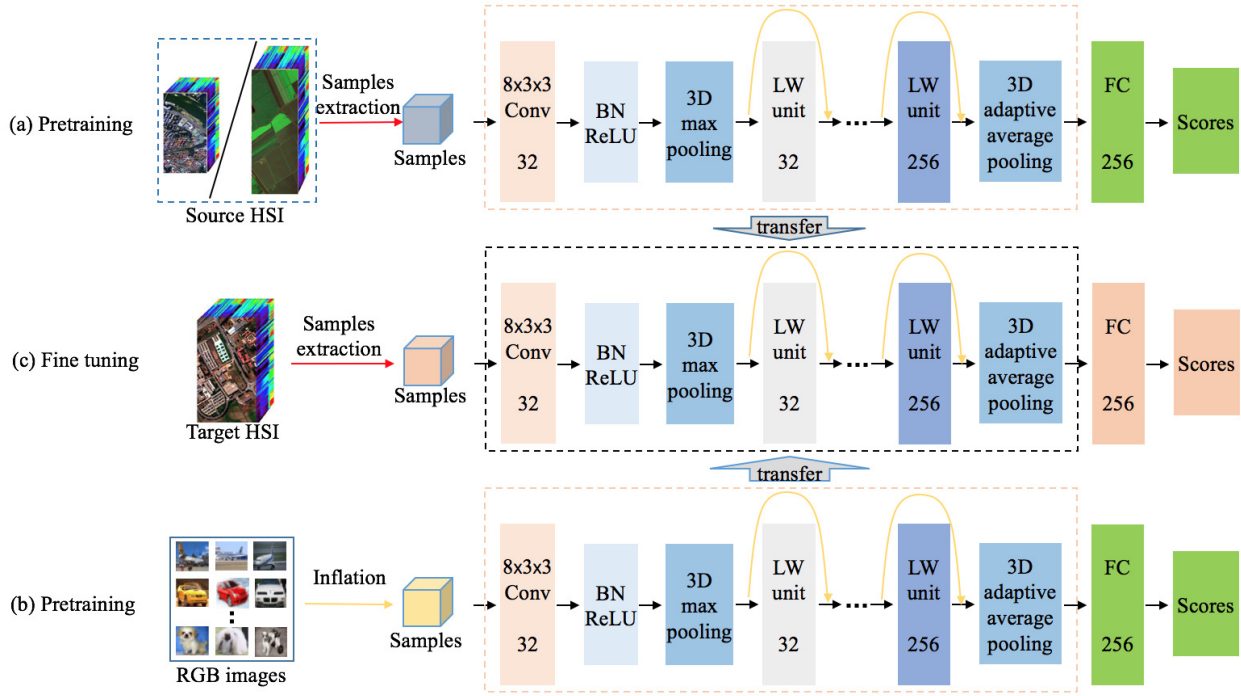 (a) Pretraining
Source HSI
Samples
extraction
Samples
8x3x3
Conv
32
BN
ReLU
3D
max
pooling
LW
unit
32
...
LW
unit
256
3D
adaptive
average
pooling
FC
256
Scores
transfer
(c) Fine tuning
Target HSI
Samples
extraction
Samples
8x3x3
Conv
32
BN
ReLU
3D
max
pooling
LW
unit
32
...
LW
unit
256
3D
adaptive
average
pooling
FC
256
Scores
transfer
(b) Pretraining
RGB images
Inflation
Samples
8x3x3
Conv
32
BN
ReLU
3D
max
pooling
LW
unit
32
...
LW
unit
256
3D
adaptive
average
pooling
FC
256
Scores